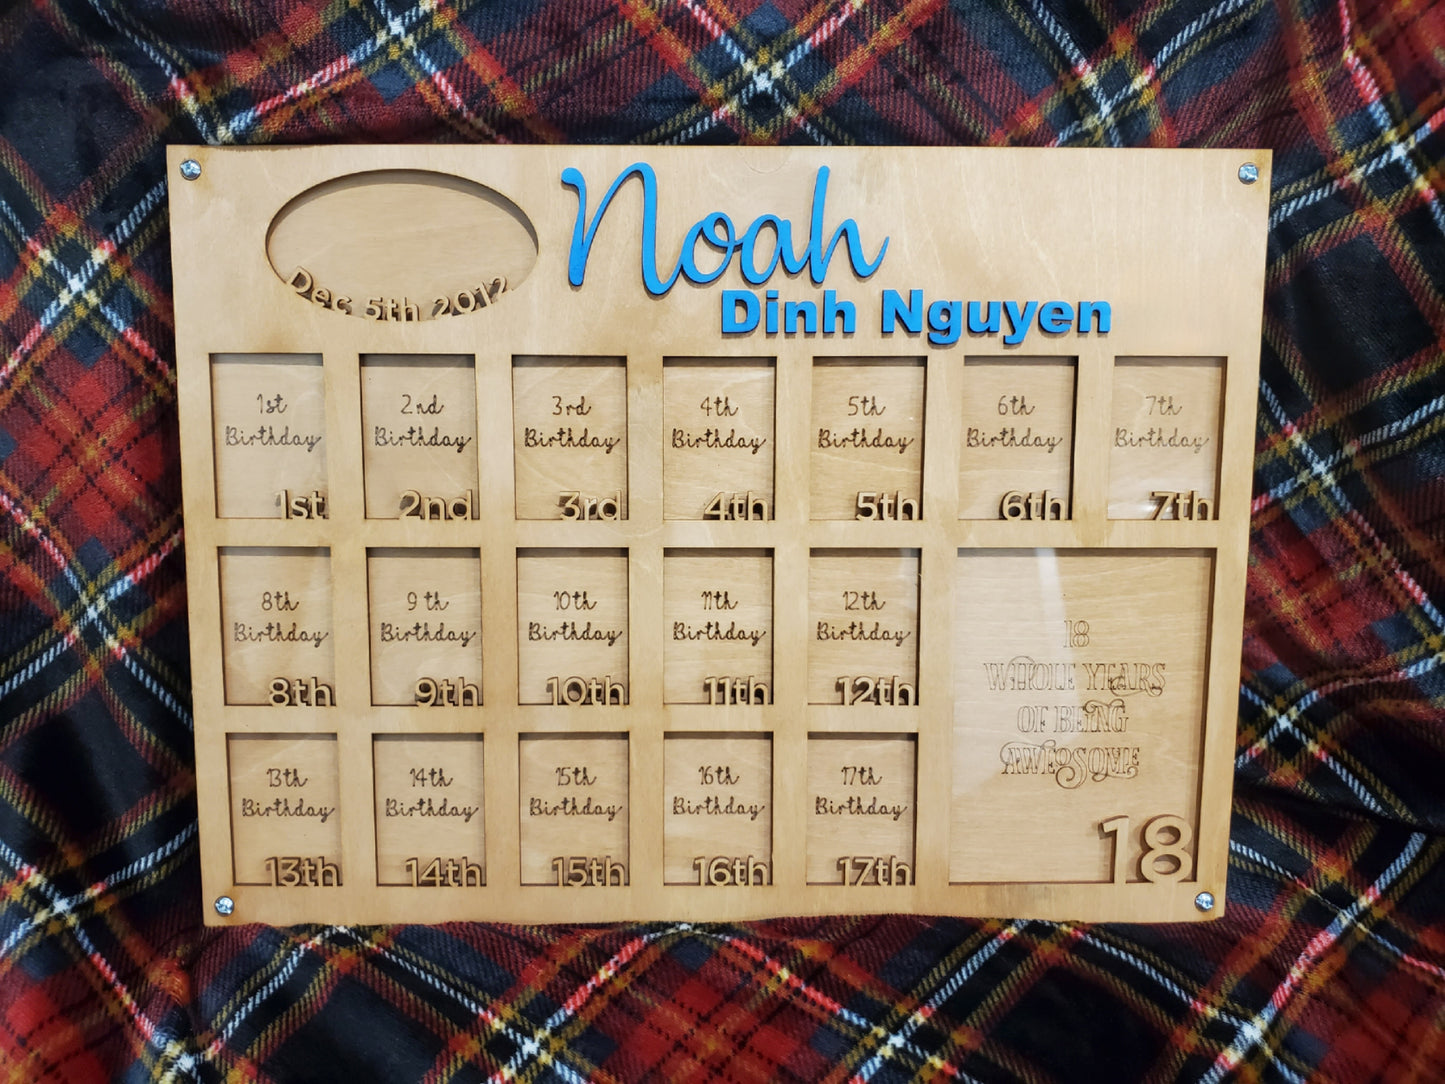 Noah
Dinh Nguyen
Dec 5th 2012
1st
Birthday
1st
2nd
Birthday
2nd
3rd
Birthday
3rd
4th
Birthday
4th
5th
Birthday
5th
6th
Birthday
6th
7th
Birthday
7th
8th
Birthday
8th
9th
Birthday
9th
10th
Birthday
10th
11th
Birthday
11th
12th
Birthday
12th
13th
Birthday
13th
14th
Birthday
14th
15th
Birthday
15th
16th
Birthday
16th
17th
Birthday
17th
18
WHOLE YEARS
OF BEING
AWESOME
18